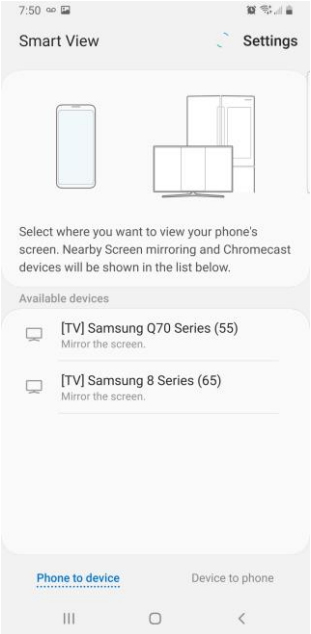 7:50
Smart View
Settings
Select where you want to view your phone's
screen. Nearby Screen mirroring and Chromecast
devices will be shown in the list below.
Available devices
[TV] Samsung Q70 Series (55)
Mirror the screen.
[TV] Samsung 8 Series (65)
Mirror the screen.
Phone to device
Device to phone